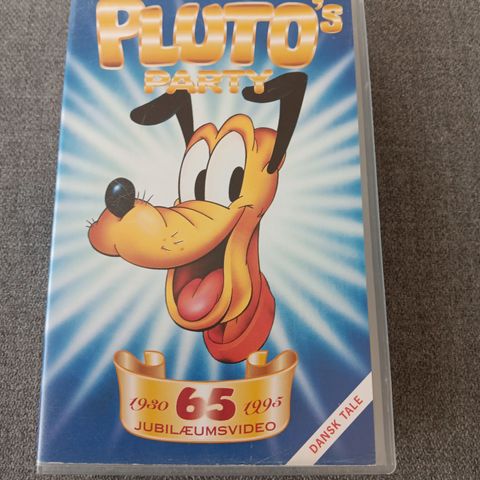 PLUTO's
PARTY
1930 65 1995
JUBILÆUMSVIDEO
DANSK TALE